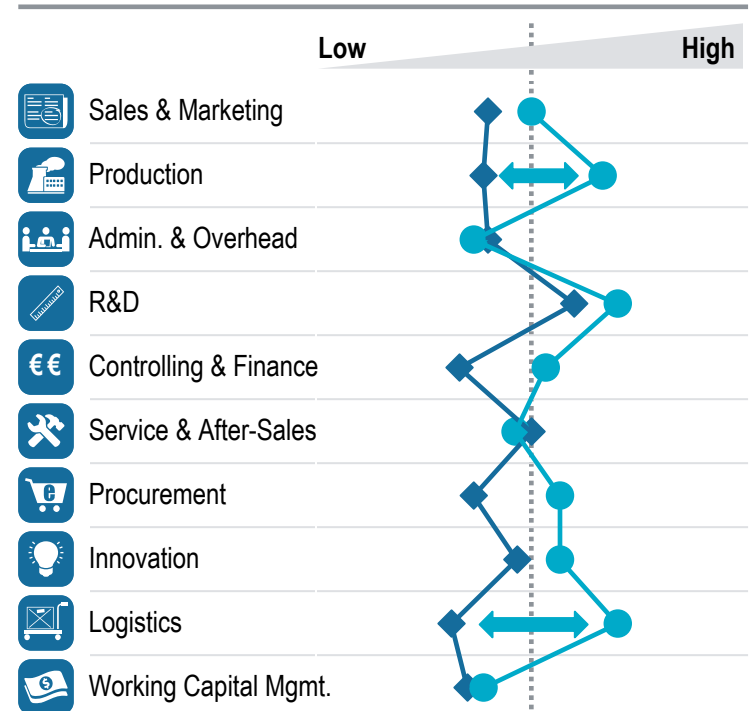 Low High
Sales & Marketing
Production
Admin. & Overhead
R&D
€€ Controlling & Finance
Service & After-Sales
e Procurement
Innovation
Logistics
$ Working Capital Mgmt.